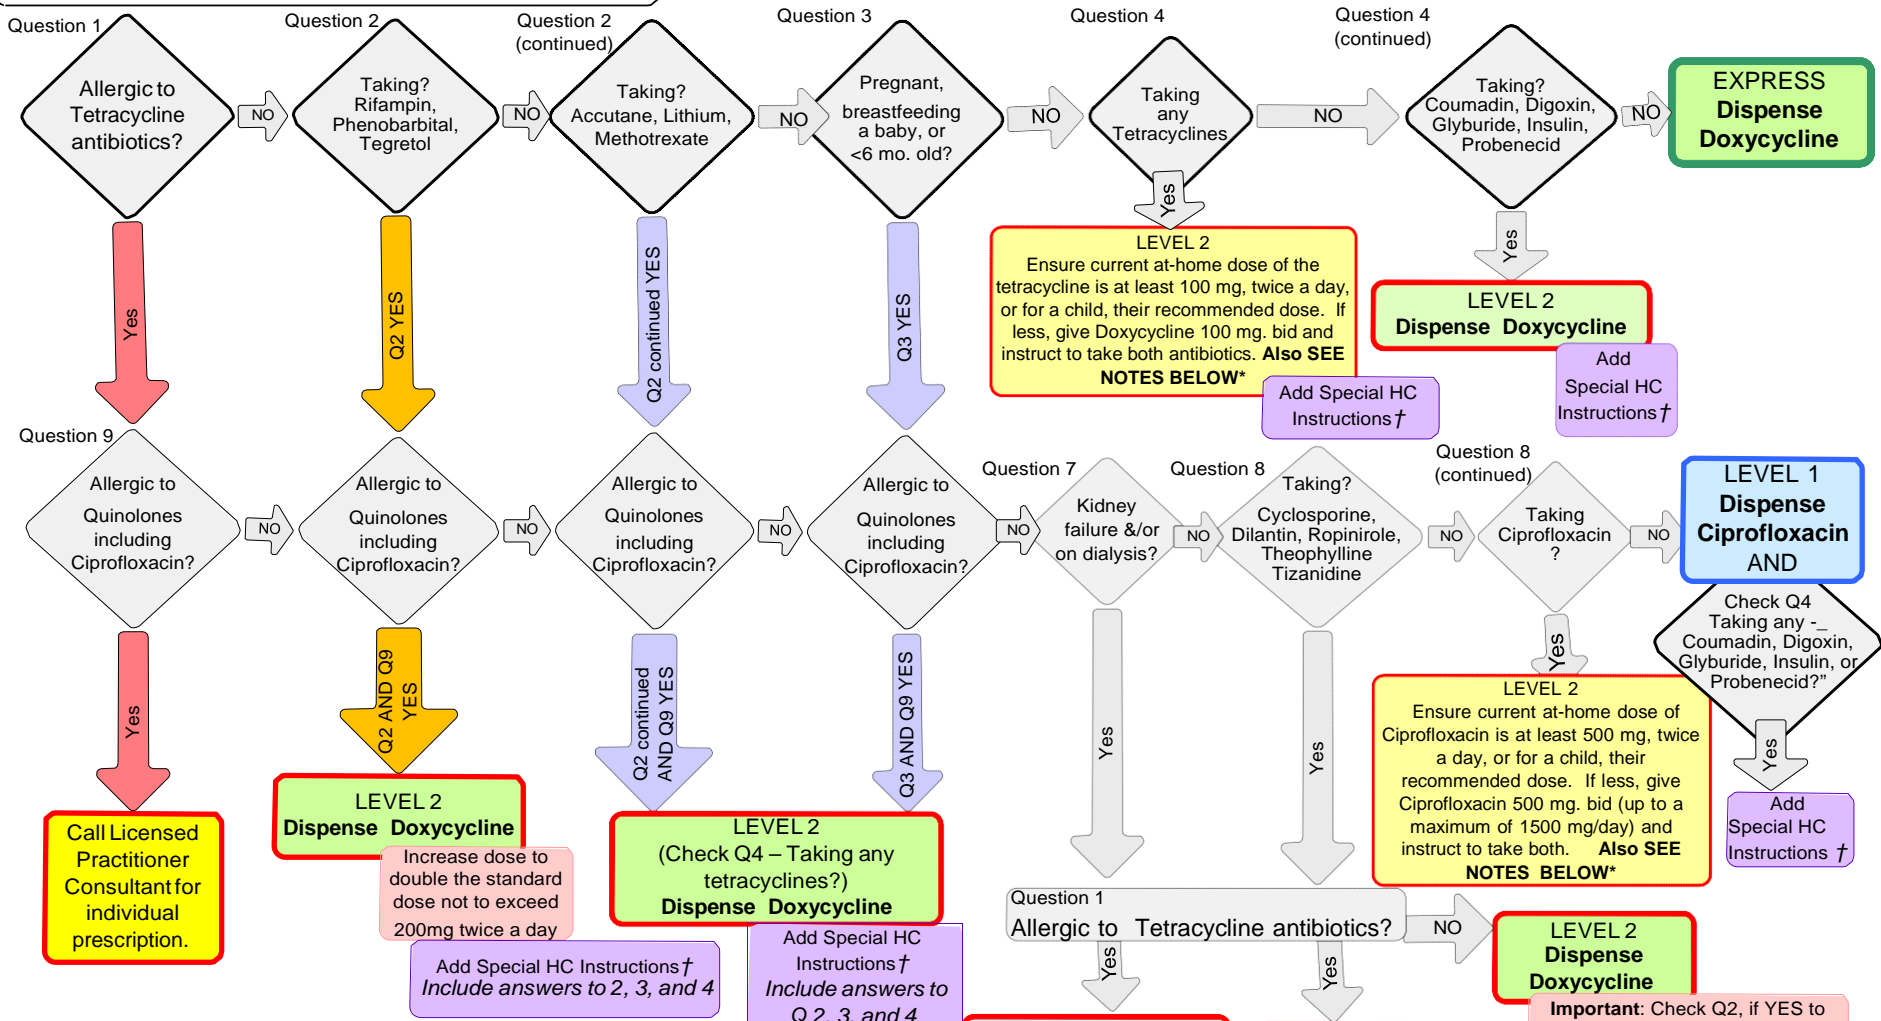 Question 1
Allergic to
Tetracycline
antibiotics?
NO
Question 2
Taking?
Rifampin,
Phenobarbital,
Tegretol
NO
Question 2
(continued)
Taking?
Accutane, Lithium,
Methotrexate
NO
Question 3
Pregnant,
breastfeeding
a baby, or
<6 mo. old?
NO
Question 4
Taking
any
Tetracyclines
NO
Question 4
(continued)
Taking?
Coumadin, Digoxin,
Glyburide, Insulin,
Probenecid
NO
EXPRESS
Dispense
Doxycycline
Yes
Q2 YES
Q2 continued YES
Q3 YES
Yes
LEVEL 2
Ensure current at-home dose of the
tetracycline is at least 100 mg, twice a day,
or for a child, their recommended dose. If
less, give Doxycycline 100 mg. bid and
instruct to take both antibiotics. Also SEE
NOTES BELOW*
Add Special HC
Instructions†
Yes
LEVEL 2
Dispense Doxycycline
Add
Special HC
Instructions†
Question 9
Allergic to
Quinolones
including
Ciprofloxacin?
NO
Allergic to
Quinolones
including
Ciprofloxacin?
NO
Allergic to
Quinolones
including
Ciprofloxacin?
NO
Allergic to
Quinolones
including
Ciprofloxacin?
NO
Question 7
Kidney
failure &/or
on dialysis?
NO
Question 8
Taking?
Cyclosporine,
Dilantin, Ropinirole,
Theophylline
Tizanidine
NO
Question 8
(continued)
Taking
Ciprofloxacin
?
NO
LEVEL 1
Dispense
Ciprofloxacin
AND
Check Q4
Taking any -_
Coumadin, Digoxin,
Glyburide, Insulin, or
Probenecid?”
Yes
Add
Special HC
Instructions †
Yes
Q2 AND Q9
YES
Q2 continued
AND Q9 YES
Q3 AND Q9 YES
Yes
Yes
Yes
LEVEL 2
Ensure current at-home dose of
Ciprofloxacin is at least 500 mg, twice
a day, or for a child, their
recommended dose. If less, give
Ciprofloxacin 500 mg. bid (up to a
maximum of 1500 mg/day) and
instruct to take both. Also SEE
NOTES BELOW*
Call Licensed
Practitioner
Consultant for
individual
prescription.
LEVEL 2
Dispense Doxycycline
Increase dose to
double the standard
dose not to exceed
200mg twice a day
Add Special HC Instructions†
Include answers to 2, 3, and 4
LEVEL 2
(Check Q4 – Taking any
tetracyclines?)
Dispense Doxycycline
Add Special HC
Instructions†
Include answers to
Q 2, 3, and 4
Question 1
Allergic to Tetracycline antibiotics?
NO
Yes
Yes
LEVEL 2
Dispense
Doxycycline
Important: Check Q2, if YES to